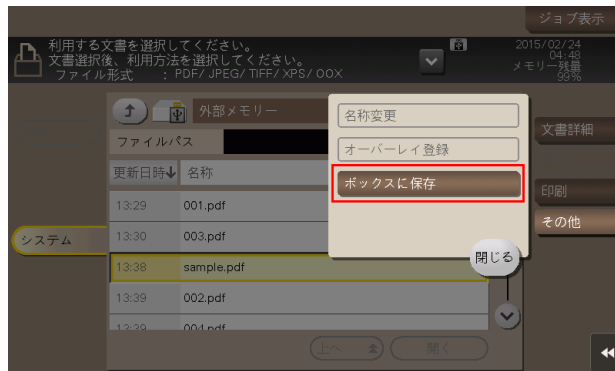 ジョブ表示
利用する文書を選択してください。
文書選択後、利用方法を選択してください。
ファイル形式 : PDF/ JPEG/ TIFF/ XPS/ OOX
2015/02/24
04:48
メモリー残量
99%
外部メモリー
ファイルパス
更新日時 名称
13:29 001.pdf
13:30 003.pdf
13:38 sample.pdf
13:39 002.pdf
13:39 004.pdf
システム
名称変更
オーバーレイ登録
ボックスに保存
閉じる
文書詳細
印刷
その他
上へ
開く